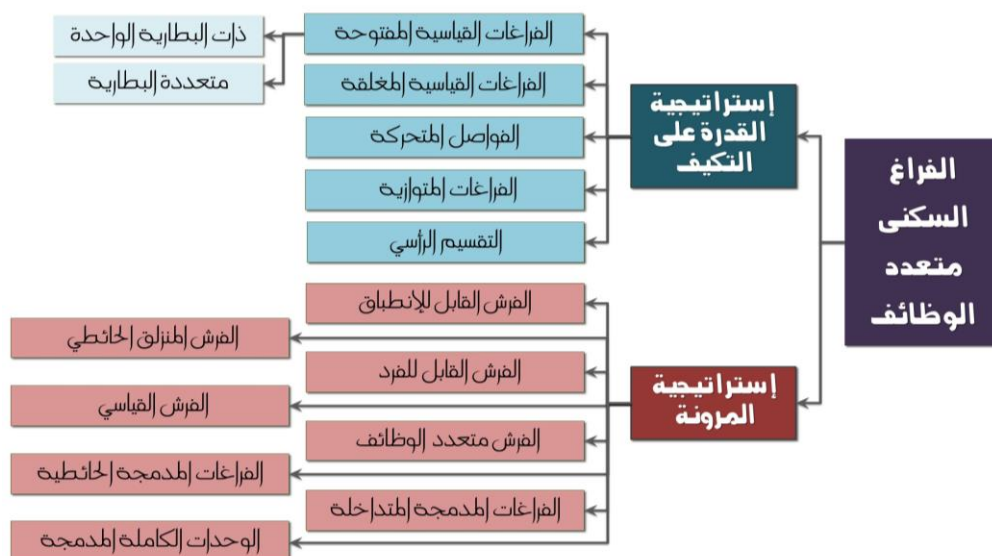 الفراغ
السكنى
متعدد
الوظائف
إستراتيجية
القدرة على
التكيف
الفراغات القياسية المفتوحة
ذات البطارية الواحدة
متعددة البطارية
الفراغات القياسية المغلقة
الفواصل المتحركة
الفراغات المتوازية
التقسيم الرأسي
إستراتيجية
المرونة
الفرش القابل للإنطباق
الفرش المنزلق الحائطي
الفرش القابل للفرد
الفرش القياسي
الفرش متعدد الوظائف
الفراغات المدمجة الحائطية
الفراغات المدمجة المتداخلة
الوحدات الكاملة المدمجة